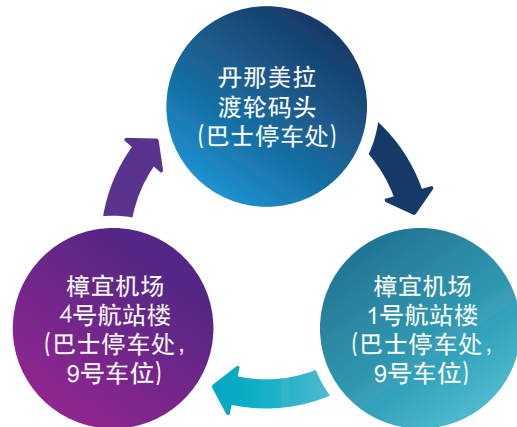 丹那美拉
渡轮码头
(巴士停车处)
樟宜机场
1号航站楼
(巴士停车处,
9号车位)
樟宜机场
4号航站楼
(巴士停车处,
9号车位)